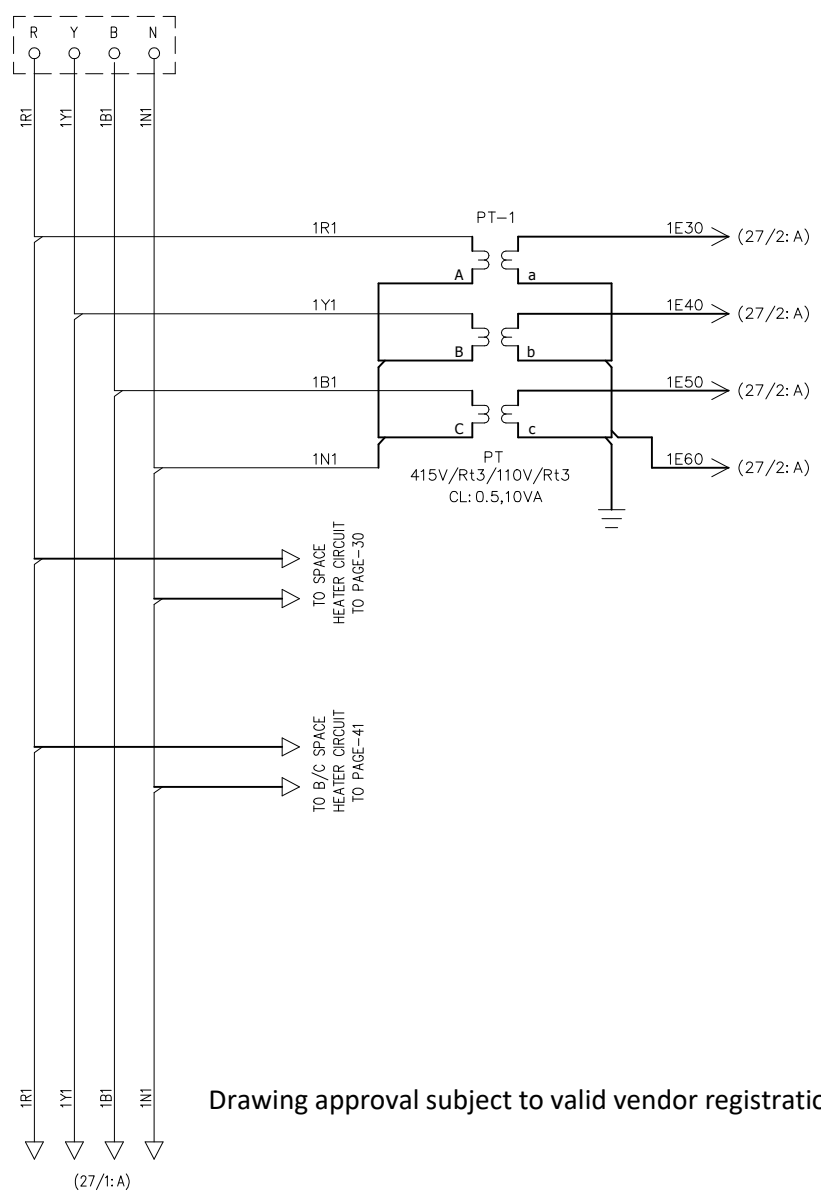 R Y B N
1R1 1Y1 1B1 1N1
PT-1
1R1 1E30 (27/2:A)
A a
1Y1 1E40 (27/2:A)
B b
1B1 1E50 (27/2:A)
C c
1N1 PT 1E60 (27/2:A)
415V/Rt3/110V/Rt3
CL:0.5,10VA
TO SPACE
HEATER CIRCUIT
TO PAGE-30
TO B/C SPACE
HEATER CIRCUIT
TO PAGE-41
1R1 1Y1 1B1 1N1
Drawing approval subject to valid vendor registratio
(27/1:A)